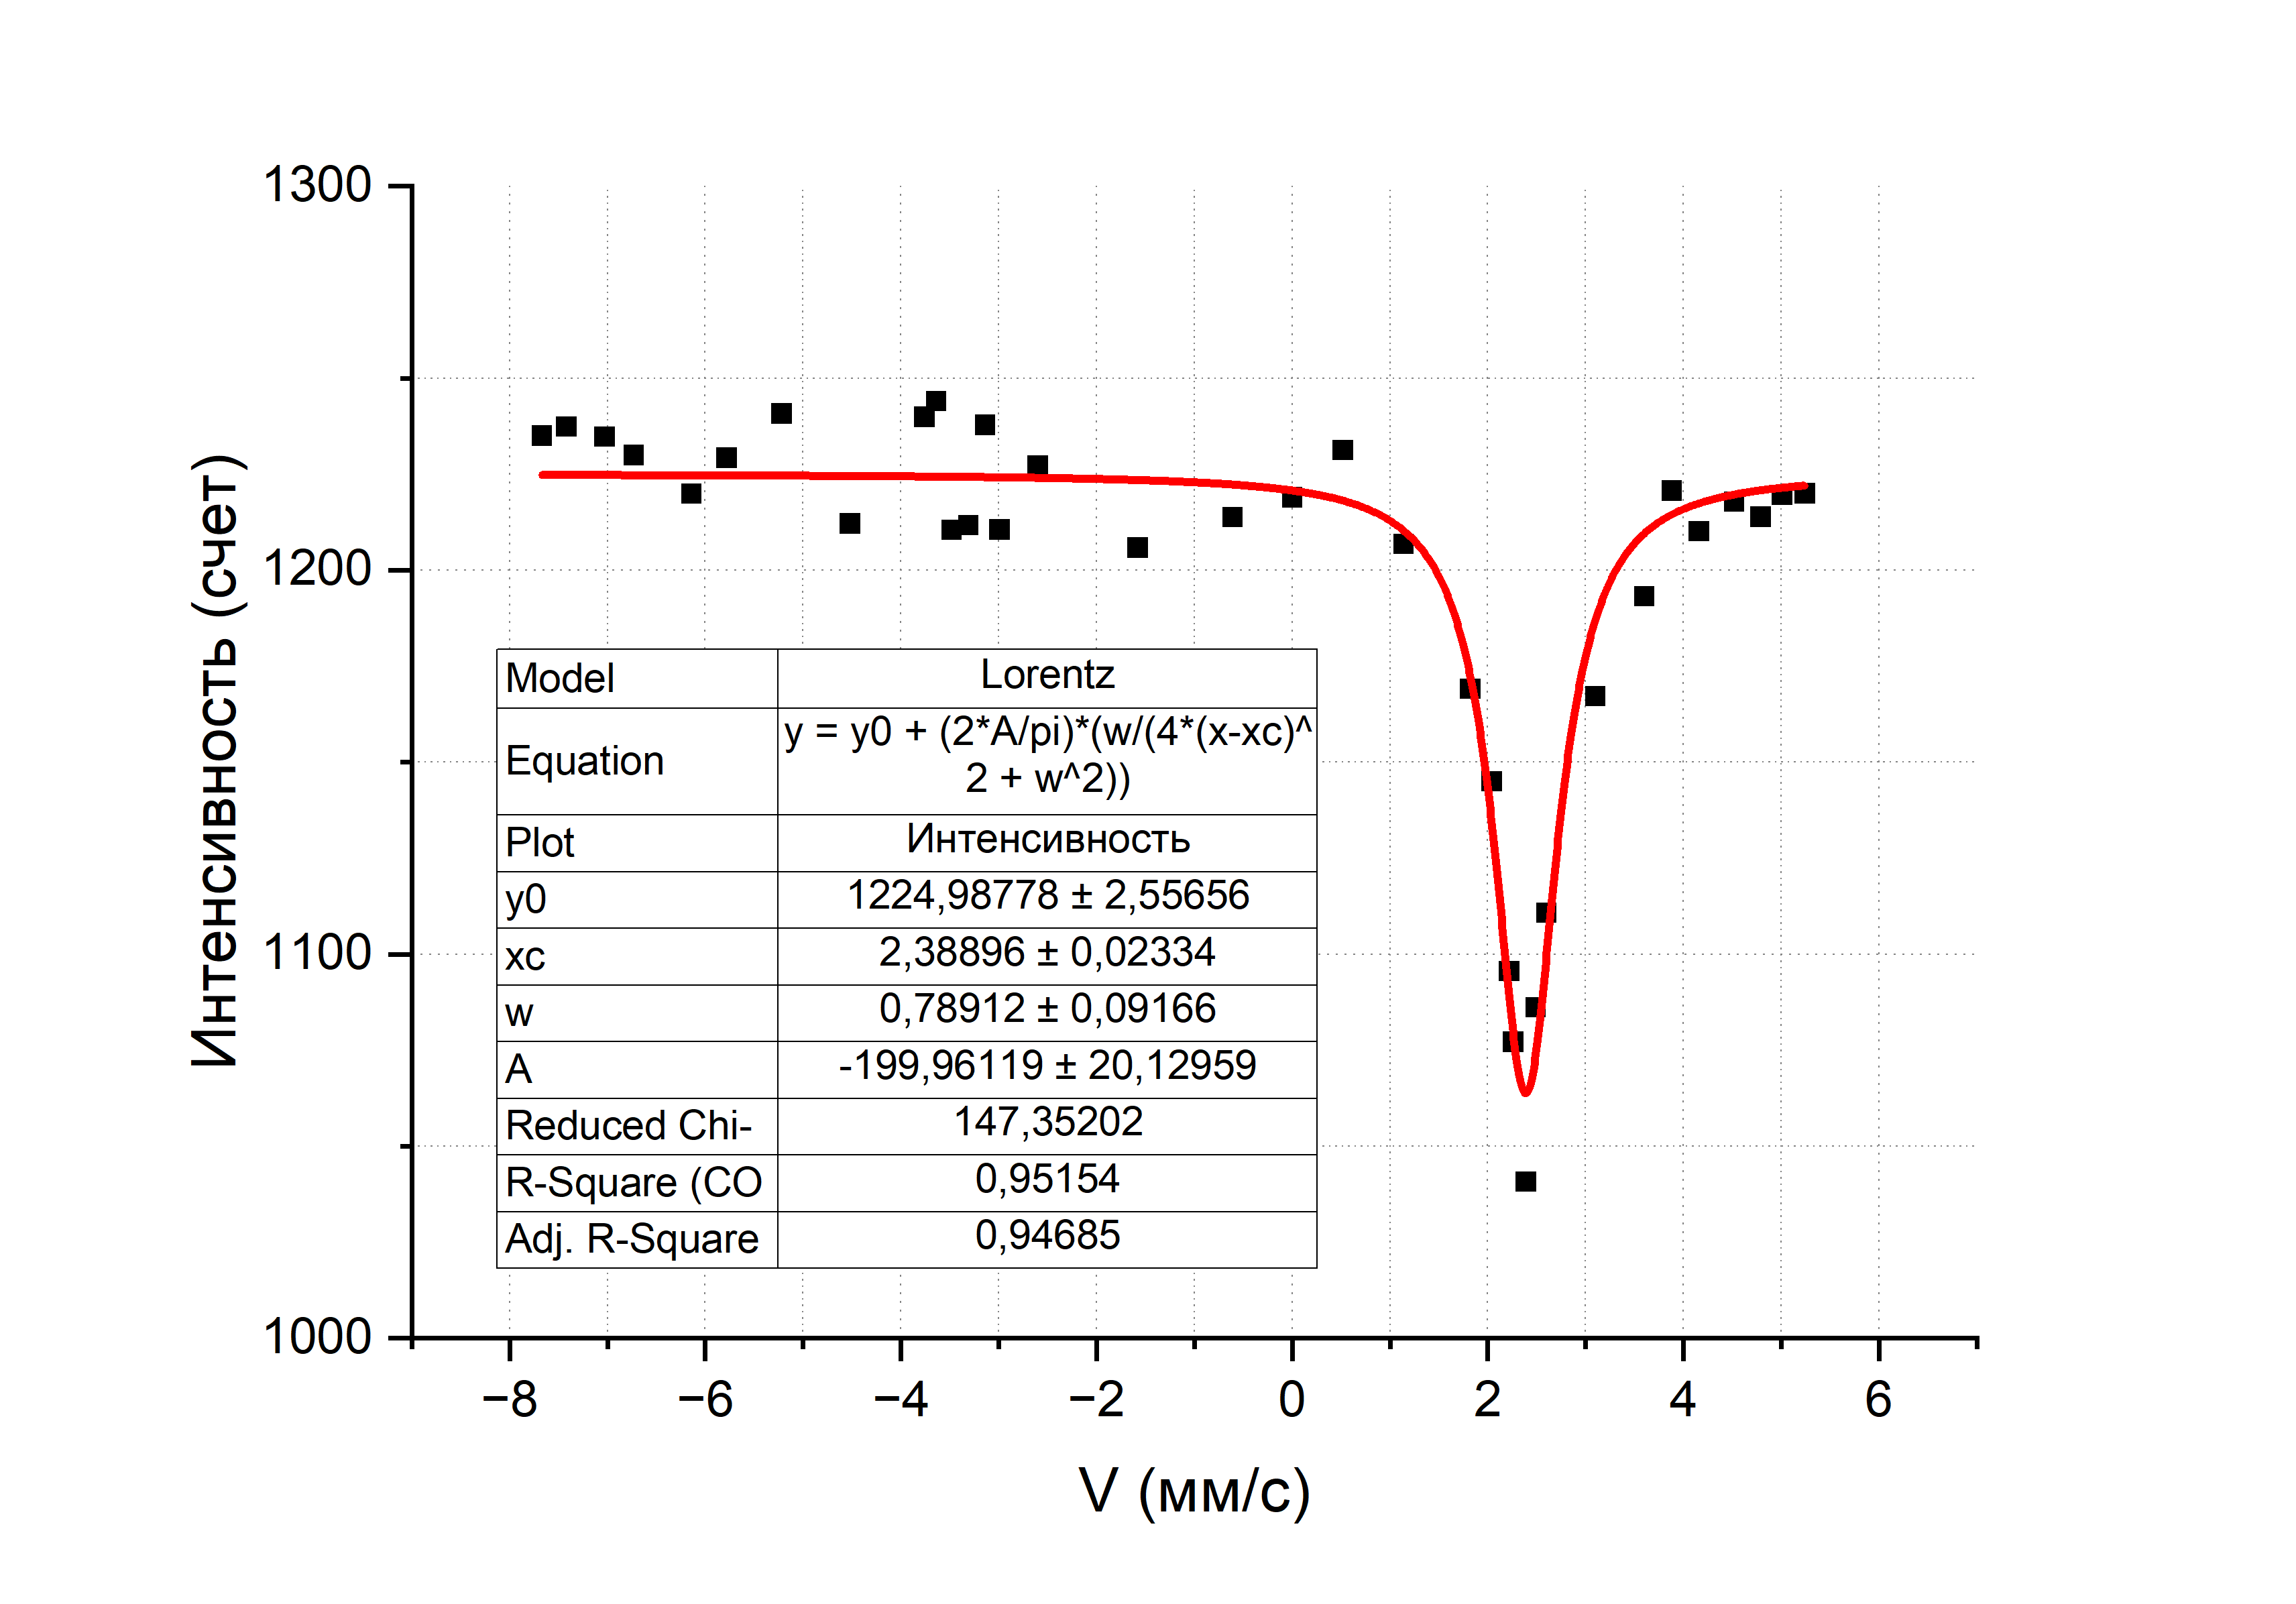 1300
1200
1100
1000
Интенсивность (счет)
Model Lorentz
Equation y = y0 + (2*A/pi)*(w/(4*(x-xc)^
2 + w^2))
Plot Интенсивность
y0 1224,98778 ± 2,55656
xc 2,38896 ± 0,02334
w 0,78912 ± 0,09166
A -199,96119 ± 20,12959
Reduced Chi- 147,35202
R-Square (CO 0,95154
Adj. R-Square 0,94685
−8 −6 −4 −2 0 2 4 6
V (мм/с)